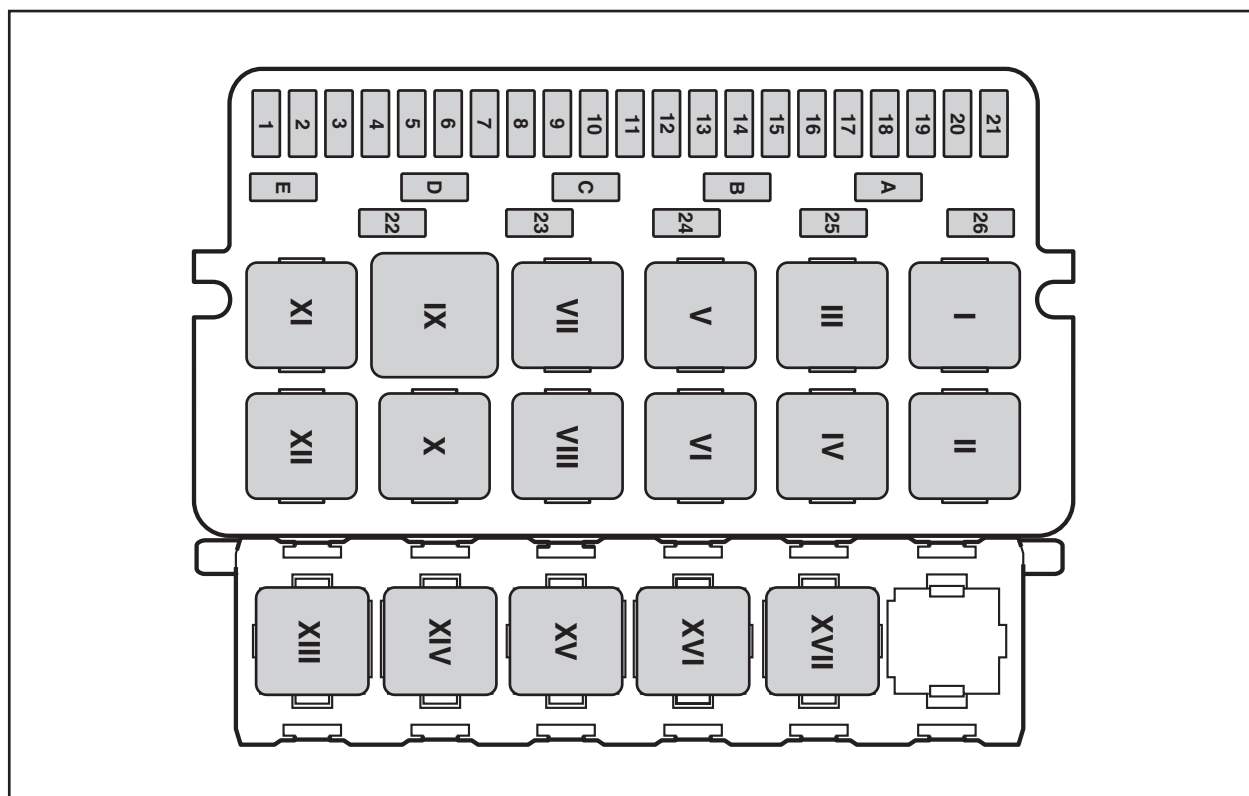 1 2 3 4 5 6 7 8 9 10 11 12 13 14 15 16 17 18 19 20 21
E D C B A
22 23 24 25 26
XI IX VII V III I
XII X VIII VI IV II
XIII XIV XV XVI XVII